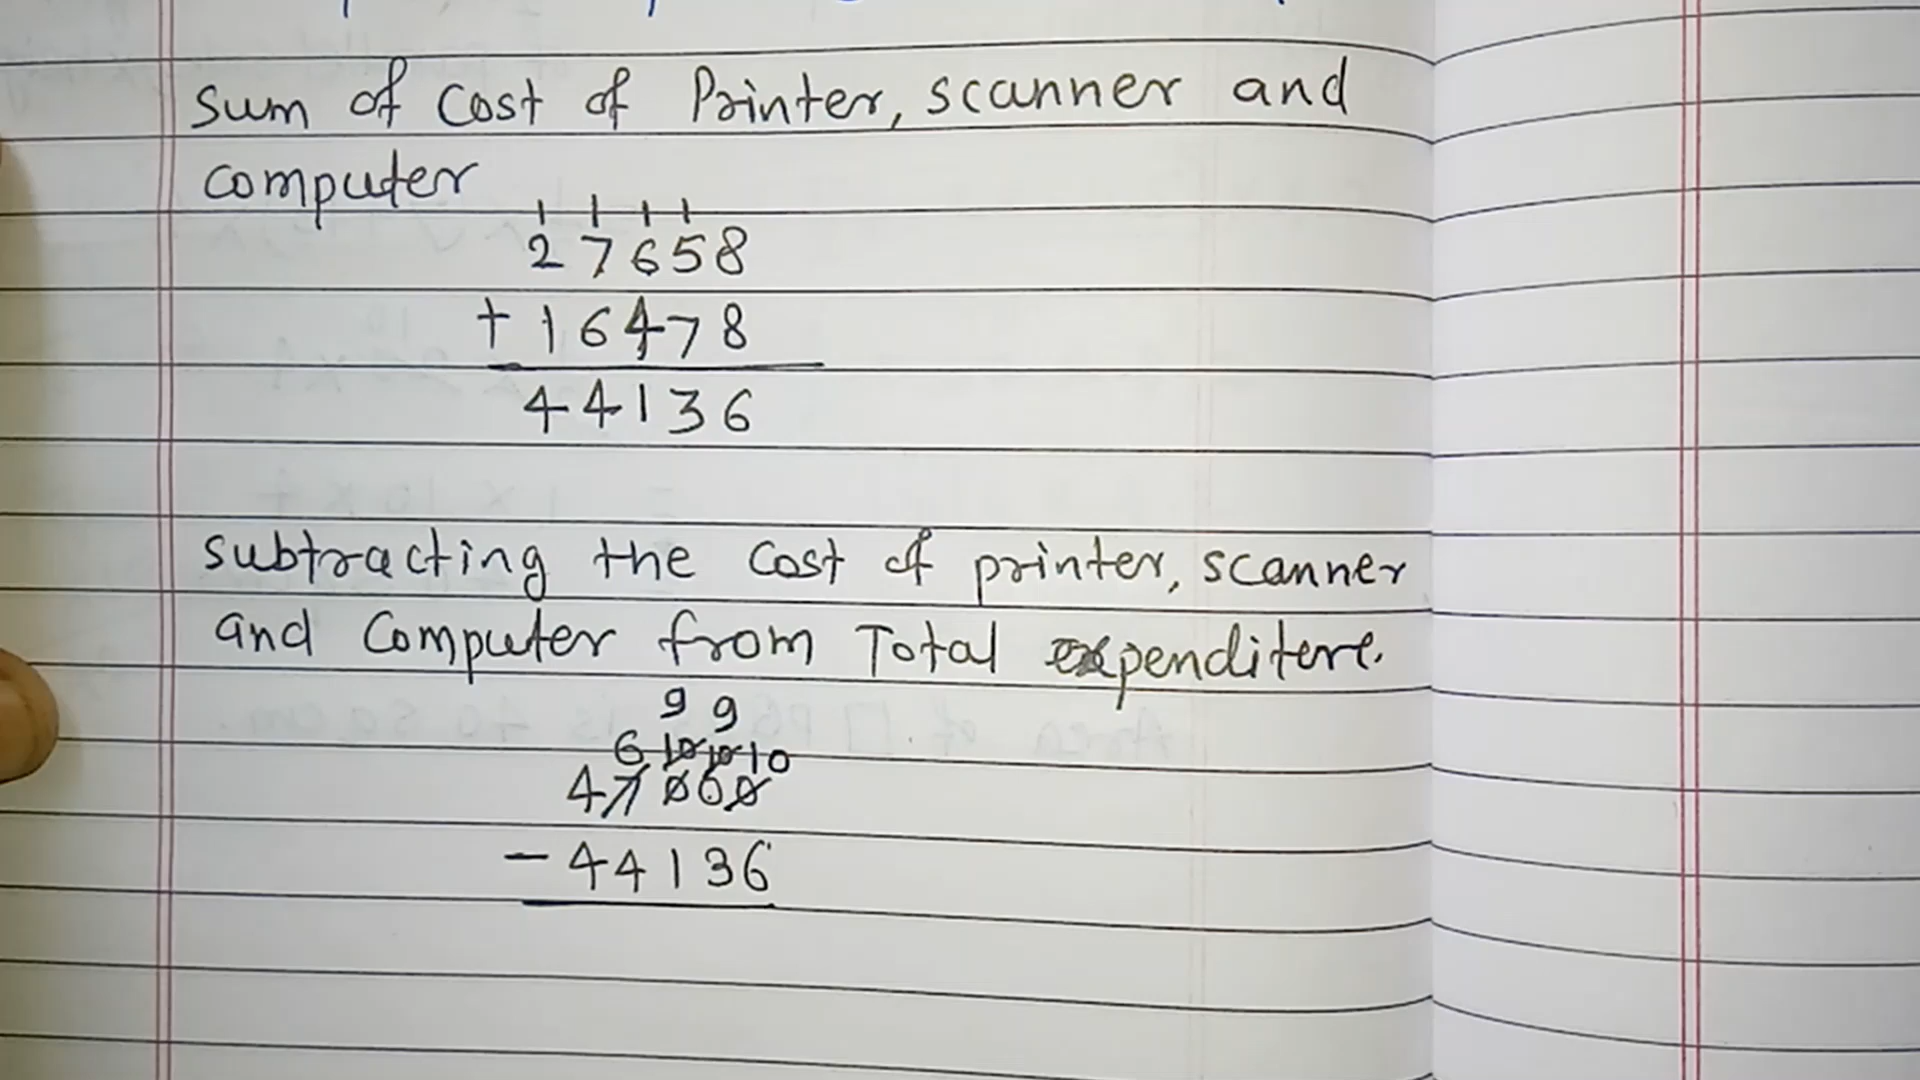 Sum of Cost of Printer, scanner and
computer
1 1 1 1
27658
+ 16478
44136
subtracting the cost of printer, scanner
and Computer from Total expenditere.
9 9
6 10 10 10
47000
- 44136